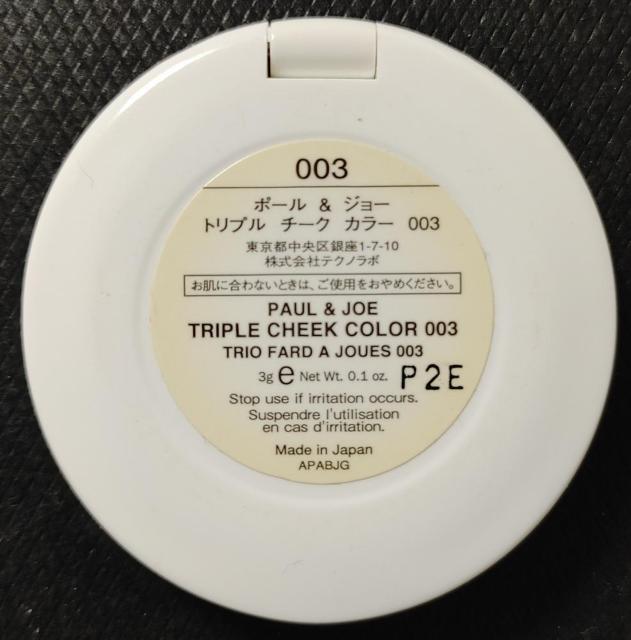 003
ポール & ジョー
トリプル チーク カラー 003
東京都中央区銀座1-7-10
株式会社テクノラボ
お肌に合わないときは、ご使用をおやめください。
PAUL & JOE
TRIPLE CHEEK COLOR 003
TRIO FARD A JOUES 003
3g e Net Wt. 0.1 oz. P2E
Stop use if irritation occurs.
Suspendre l'utilisation
en cas d'irritation.
Made in Japan
APABJG